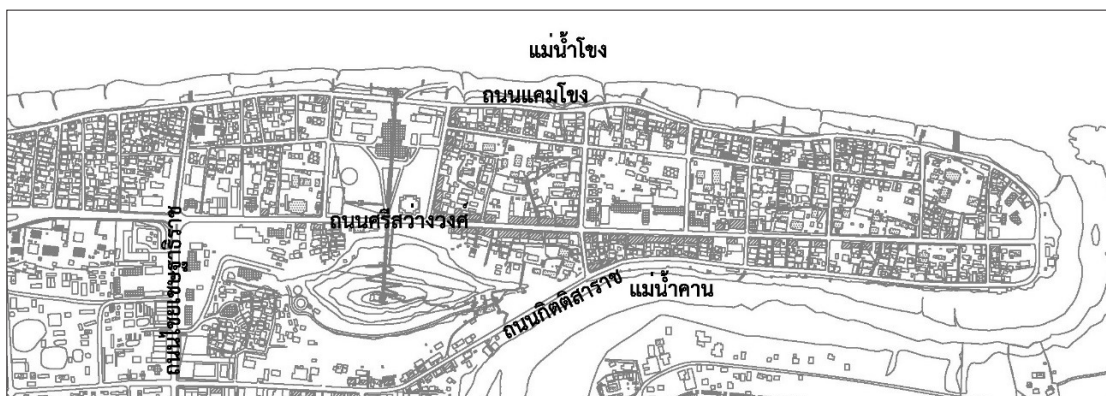 แม่น้ำโขง
ถนนแคมโขง
ถนนศรีสวางวงศ
ถนนไชยเชษฐาธิราช
ถนนกิตติสาราช
แม่น้ำคาน